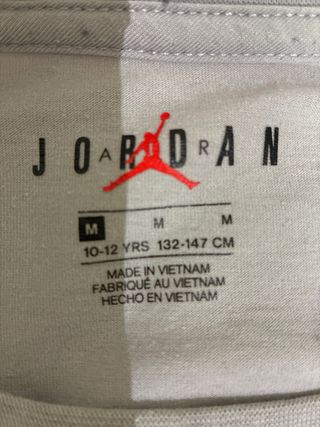 JORDAN
AIR
M M M
10-12 YRS 132-147 CM
MADE IN VIETNAM
FABRIQUÉ AU VIETNAM
HECHO EN VIETNAM